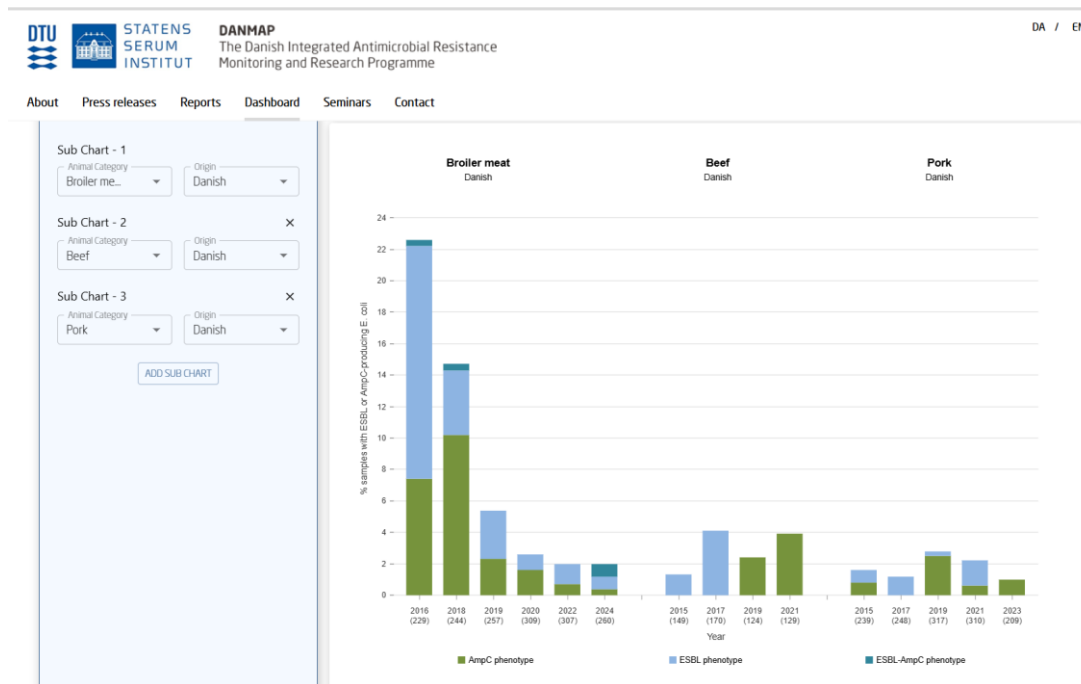 DTU
STATENS
SERUM
INSTITUT
DANMAP
The Danish Integrated Antimicrobial Resistance
Monitoring and Research Programme
DA / EN
About Press releases Reports Dashboard Seminars Contact
Sub Chart - 1
Animal Category Origin
Broiler me... Danish
Sub Chart - 2 ×
Animal Category Origin
Beef Danish
Sub Chart - 3 ×
Animal Category Origin
Pork Danish
ADD SUB CHART
Broiler meat Beef Pork
Danish Danish Danish
% samples with ESBL or AmpC-producing E. coli
24
22
20
18
16
14
12
10
8
6
4
2
0
2016 2018 2019 2020 2022 2024 2015 2017 2019 2021 2015 2017 2019 2021 2023
(229) (244) (257) (309) (307) (260) (149) (170) (124) (129) (239) (248) (317) (310) (209)
Year
AmpC phenotype ESBL phenotype ESBL-AmpC phenotype